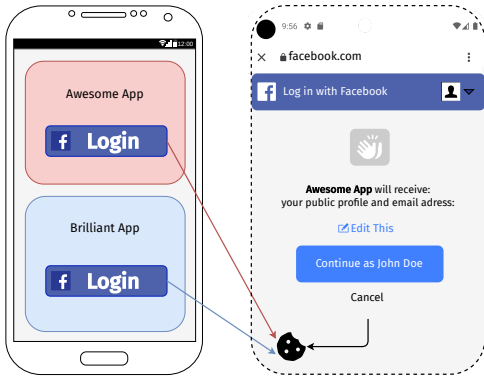 12:00
Awesome App
f Login
Brilliant App
f Login
9:56
facebook.com
f Log in with Facebook
Awesome App will receive:
your public profile and email adress:
Edit This
Continue as John Doe
Cancel